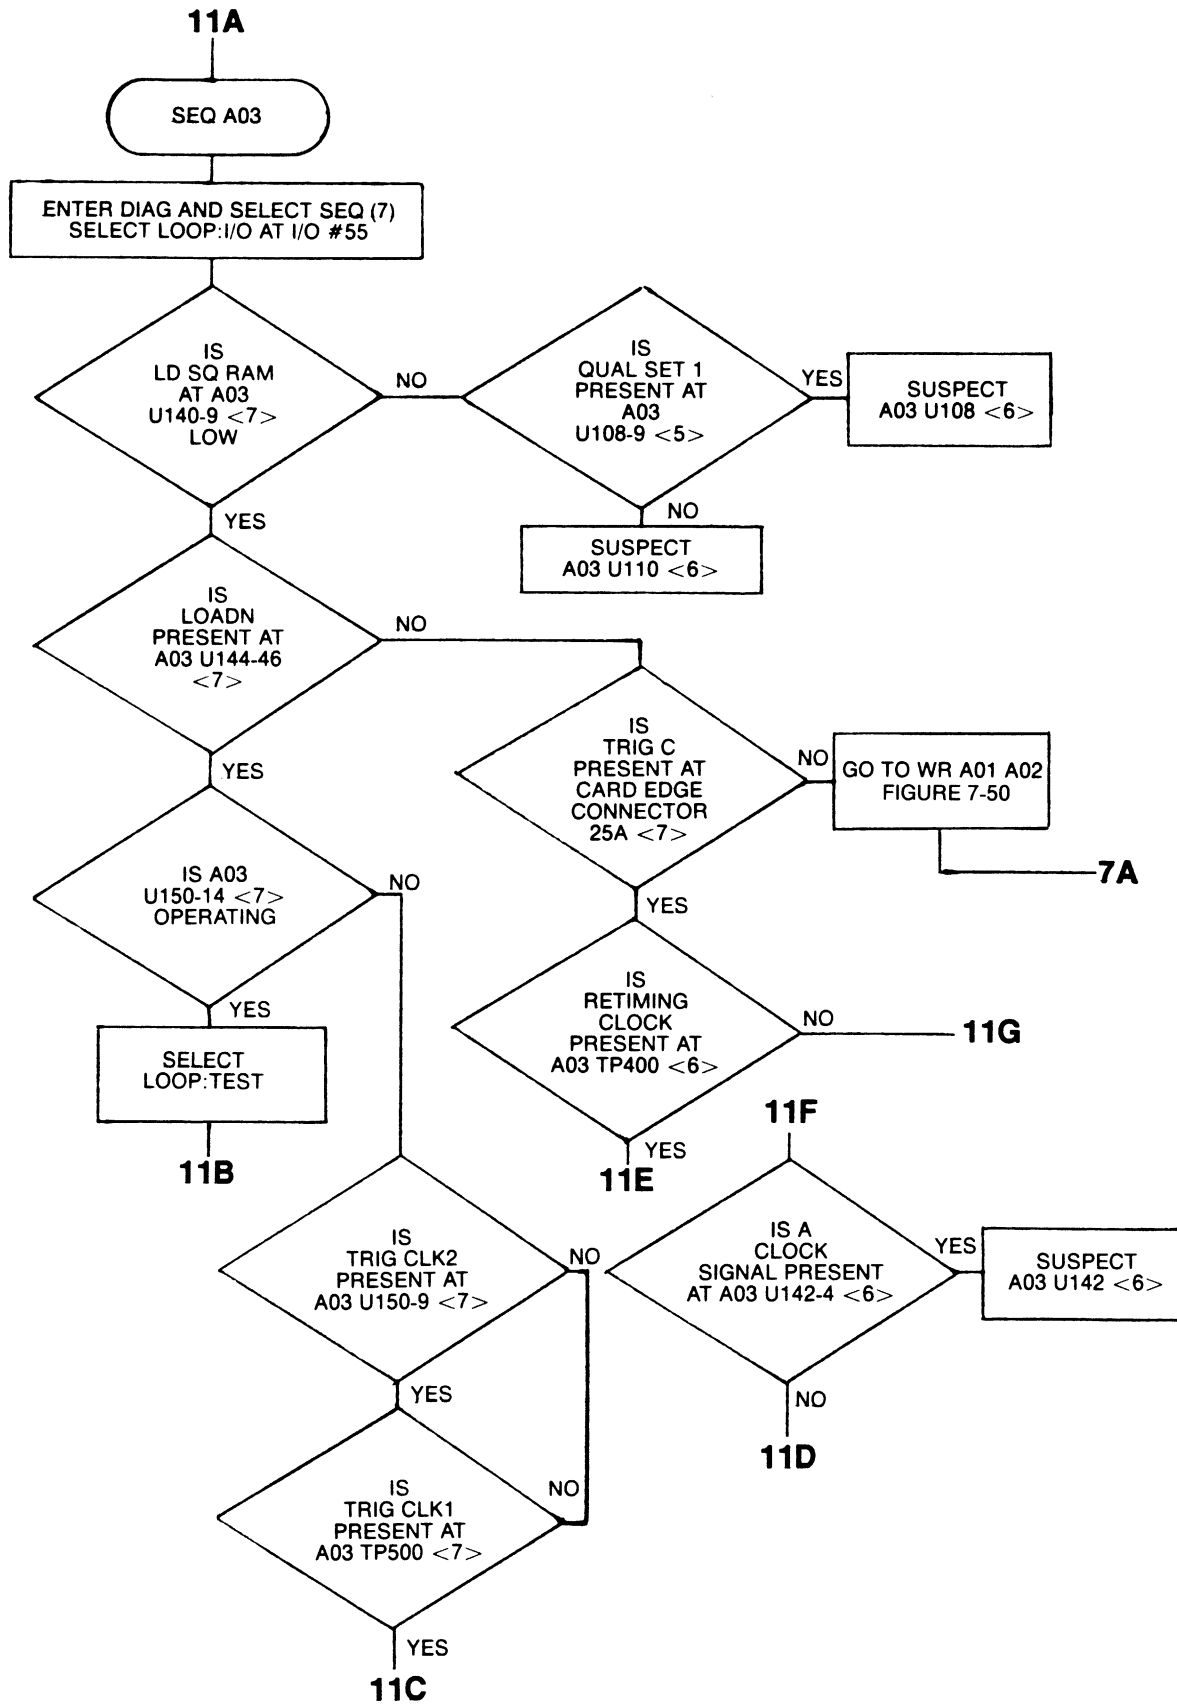 11A
SEQ A03
ENTER DIAG AND SELECT SEQ (7)
SELECT LOOP:I/O AT I/O #55
IS
LD SQ RAM
AT A03
U140-9 <7>
LOW
NO
IS
QUAL SET 1
PRESENT AT
A03
U108-9 <5>
YES
SUSPECT
A03 U108 <6>
NO
SUSPECT
A03 U110 <6>
YES
IS
LOADN
PRESENT AT
A03 U144-46
<7>
NO
IS
TRIG C
PRESENT AT
CARD EDGE
CONNECTOR
25A <7>
NO
GO TO WR A01 A02
FIGURE 7-50
7A
YES
IS A03
U150-14 <7>
OPERATING
NO
YES
IS
RETIMING
CLOCK
PRESENT AT
A03 TP400 <6>
NO
11G
YES
11E
YES
SELECT
LOOP:TEST
11B
11F
IS A
CLOCK
SIGNAL PRESENT
AT A03 U142-4 <6>
YES
SUSPECT
A03 U142 <6>
NO
11D
IS
TRIG CLK2
PRESENT AT
A03 U150-9 <7>
NO
YES
IS
TRIG CLK1
PRESENT AT
A03 TP500 <7>
NO
YES
11C